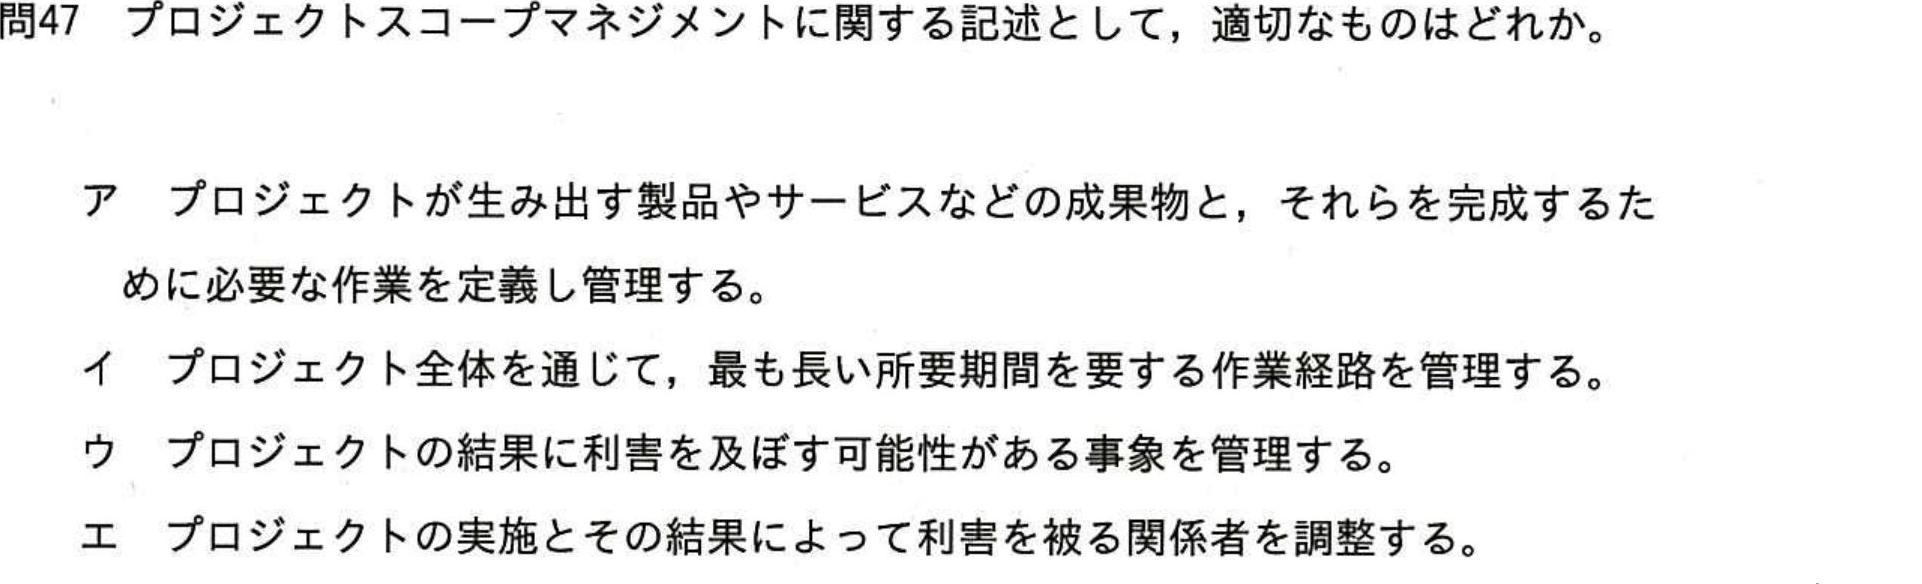 問47　プロジェクトスコープマネジメントに関する記述として，適切なものはどれか。
ア　プロジェクトが生み出す製品やサービスなどの成果物と，それらを完成するた
めに必要な作業を定義し管理する。
イ　プロジェクト全体を通じて，最も長い所要期間を要する作業経路を管理する。
ウ　プロジェクトの結果に利害を及ぼす可能性がある事象を管理する。
エ　プロジェクトの実施とその結果によって利害を被る関係者を調整する。